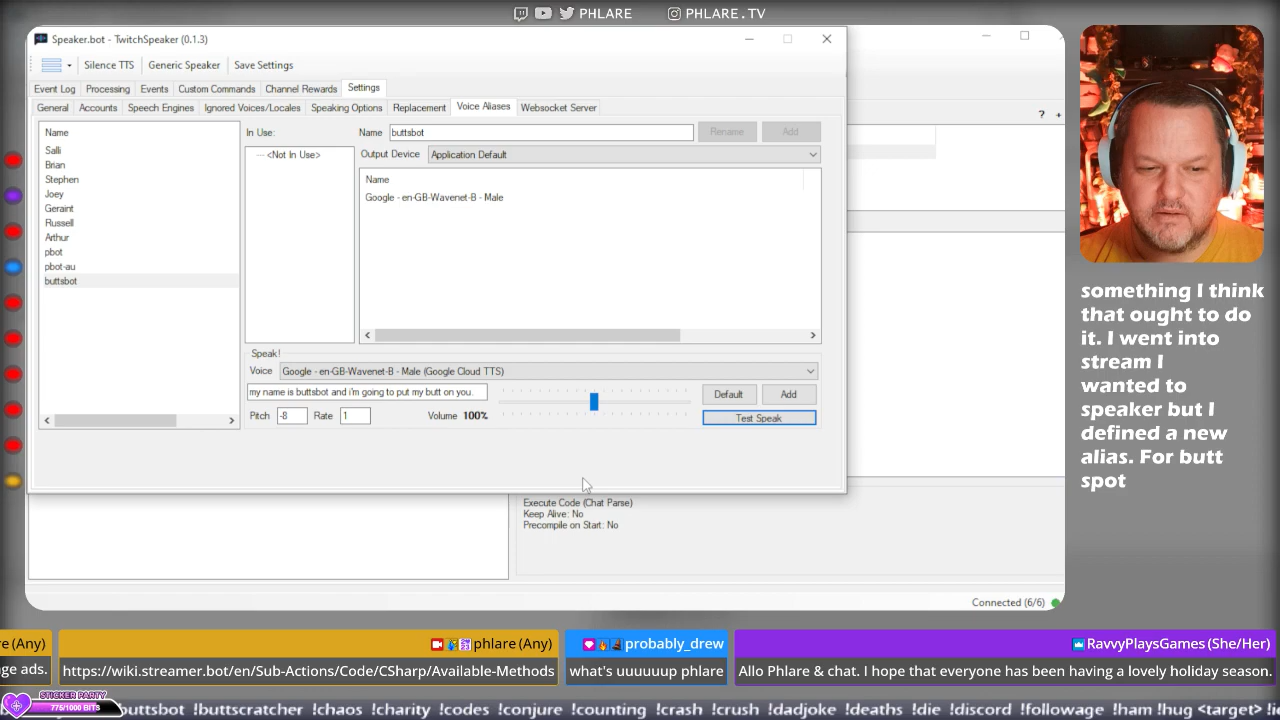 PHLARE
PHLARE.TV
Speaker.bot - TwitchSpeaker (0.1.3)
Silence TTS
Generic Speaker
Save Settings
Event Log
Processing
Events
Custom Commands
Channel Rewards
Settings
General
Accounts
Speech Engines
Ignored Voices/Locales
Speaking Options
Replacement
Voice Aliases
Websocket Server
Name
Salli
Brian
Stephen
Joey
Geraint
Russell
Arthur
pbot
pbot-au
buttsbot
In Use:
<Not In Use>
Name
buttsbot
Rename
Add
Output Device
Application Default
Name
Google - en-GB-Wavenet-B - Male
Speak!
Voice
Google - en-GB-Wavenet-B - Male (Google Cloud TTS)
my name is buttsbot and i'm going to put my butt on you.
Default
Add
Pitch
-8
Rate
1
Volume
100%
Test Speak
?
Execute Code (Chat Parse)
Keep Alive: No
Precompile on Start: No
Connected (6/6)
something I think
that ought to do
it. I went into
stream I
wanted to
speaker but I
defined a new
alias. For butt
spot
re (Any)
ge ads.
phlare (Any)
https://wiki.streamer.bot/en/Sub-Actions/Code/CSharp/Available-Methods
probably_drew
what's uuuuuup phlare
RavvyPlaysGames (She/Her)
Allo Phlare & chat. I hope that everyone has been having a lovely holiday season.
STICKER PARTY
775/1000 BITS
buttsbot !buttscratcher !chaos !charity !codes !conjure !counting !crash !crush !dadjoke !deaths !die !discord !followage !ham !hug <target>